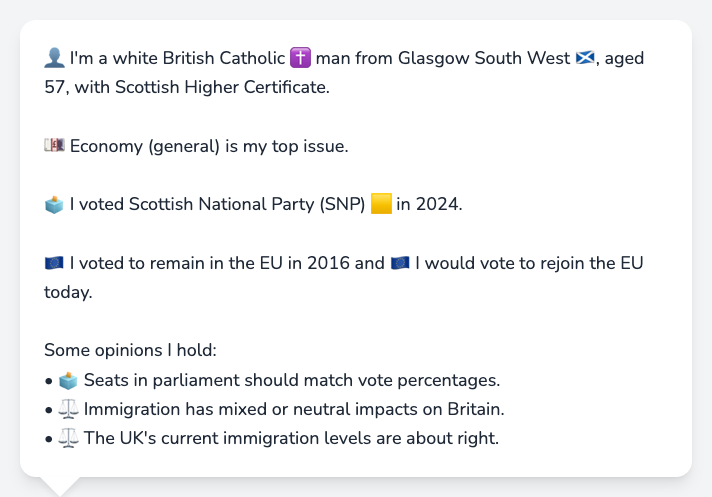 👤 I'm a white British Catholic ✝️ man from Glasgow South West 🏴󠁧󠁢󠁳󠁣󠁴󠁿, aged
57, with Scottish Higher Certificate.
💷 Economy (general) is my top issue.
🗳️ I voted Scottish National Party (SNP) 🟨 in 2024.
🇪🇺 I voted to remain in the EU in 2016 and 🇪🇺 I would vote to rejoin the EU
today.
Some opinions I hold:
• 🗳️ Seats in parliament should match vote percentages.
• ⚖️ Immigration has mixed or neutral impacts on Britain.
• ⚖️ The UK's current immigration levels are about right.